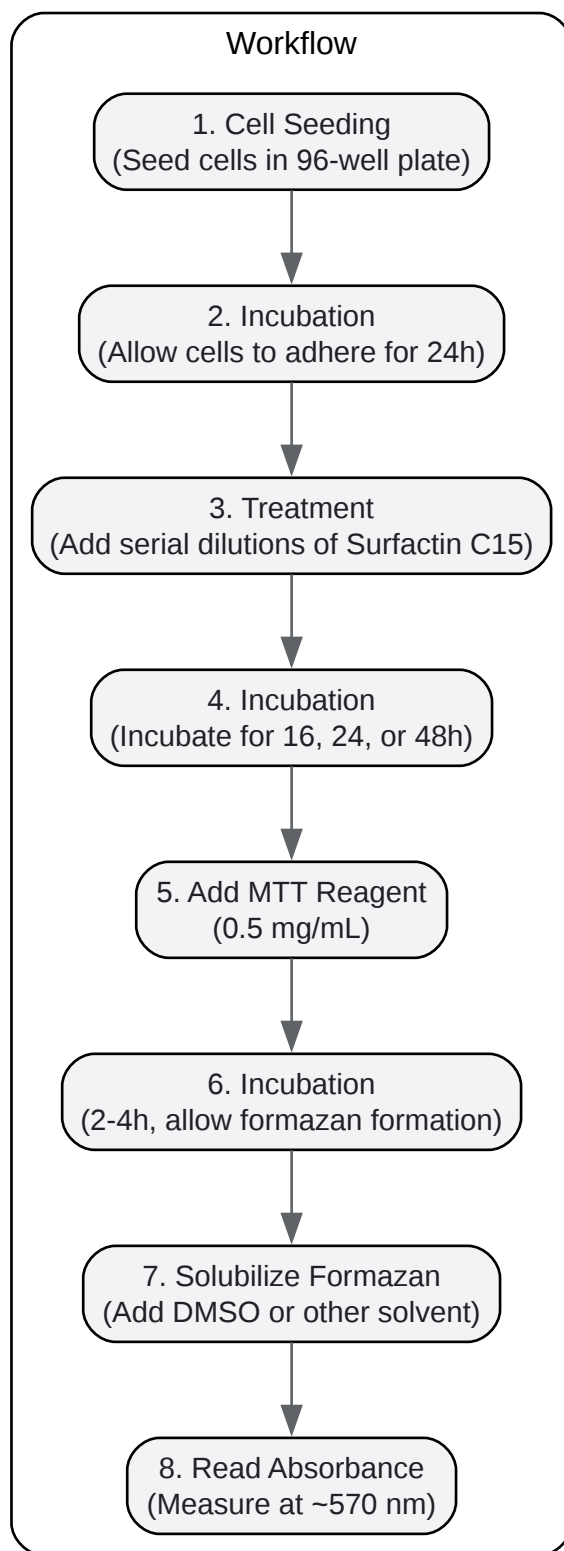 Workflow
1. Cell Seeding
(Seed cells in 96-well plate)
2. Incubation
(Allow cells to adhere for 24h)
3. Treatment
(Add serial dilutions of Surfactin C15)
4. Incubation
(Incubate for 16, 24, or 48h)
5. Add MTT Reagent
(0.5 mg/mL)
6. Incubation
(2-4h, allow formazan formation)
7. Solubilize Formazan
(Add DMSO or other solvent)
8. Read Absorbance
(Measure at ~570 nm)